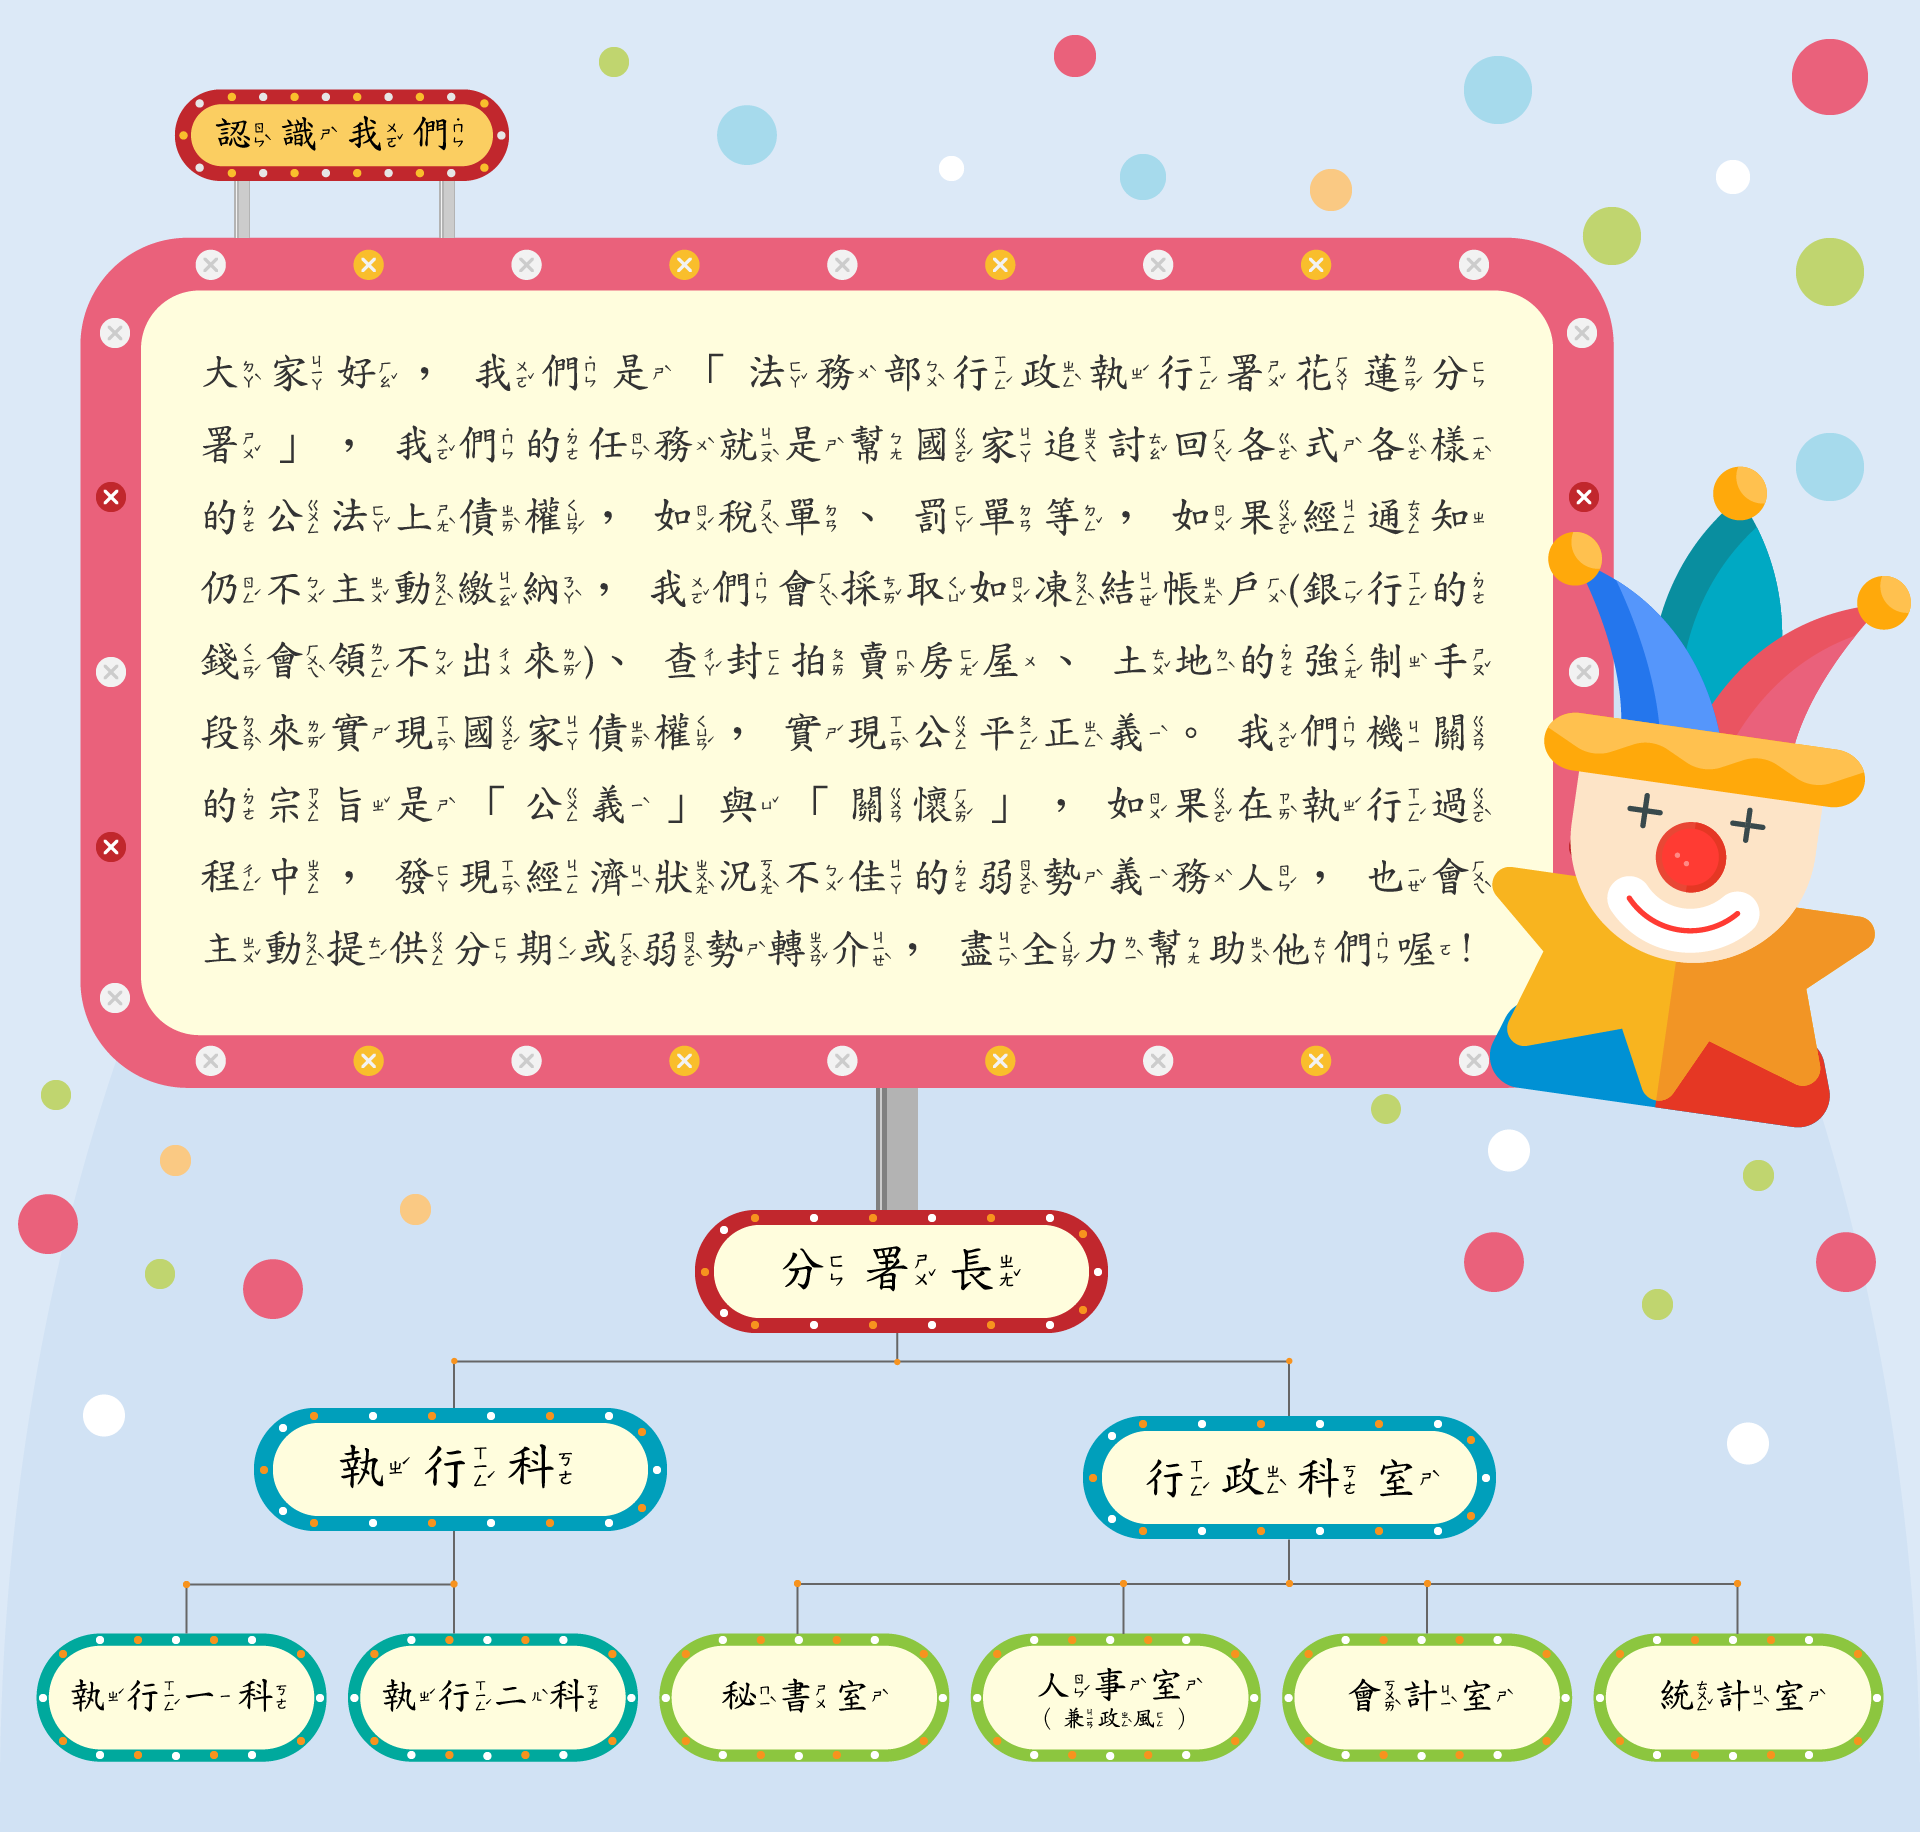 認識我們
大家好，我們是「法務部行政執行署花蓮分
署」，我們的任務就是幫國家追討回各式各樣
的公法上債權，如稅單、罰單等，如果經通知
仍不主動繳納，我們會採取如凍結帳戶(銀行的
錢會領不出來)、查封拍賣房屋、土地的強制手
段來實現國家債權，實現公平正義。我們機關
的宗旨是「公義」與「關懷」，如果在執行過
程中，發現經濟狀況不佳的弱勢義務人，也會
主動提供分期或弱勢轉介，盡全力幫助他們喔!
分署長
執行科
行政科室
執行一科
執行二科
秘書室
人事室
(兼政風)
會計室
統計室